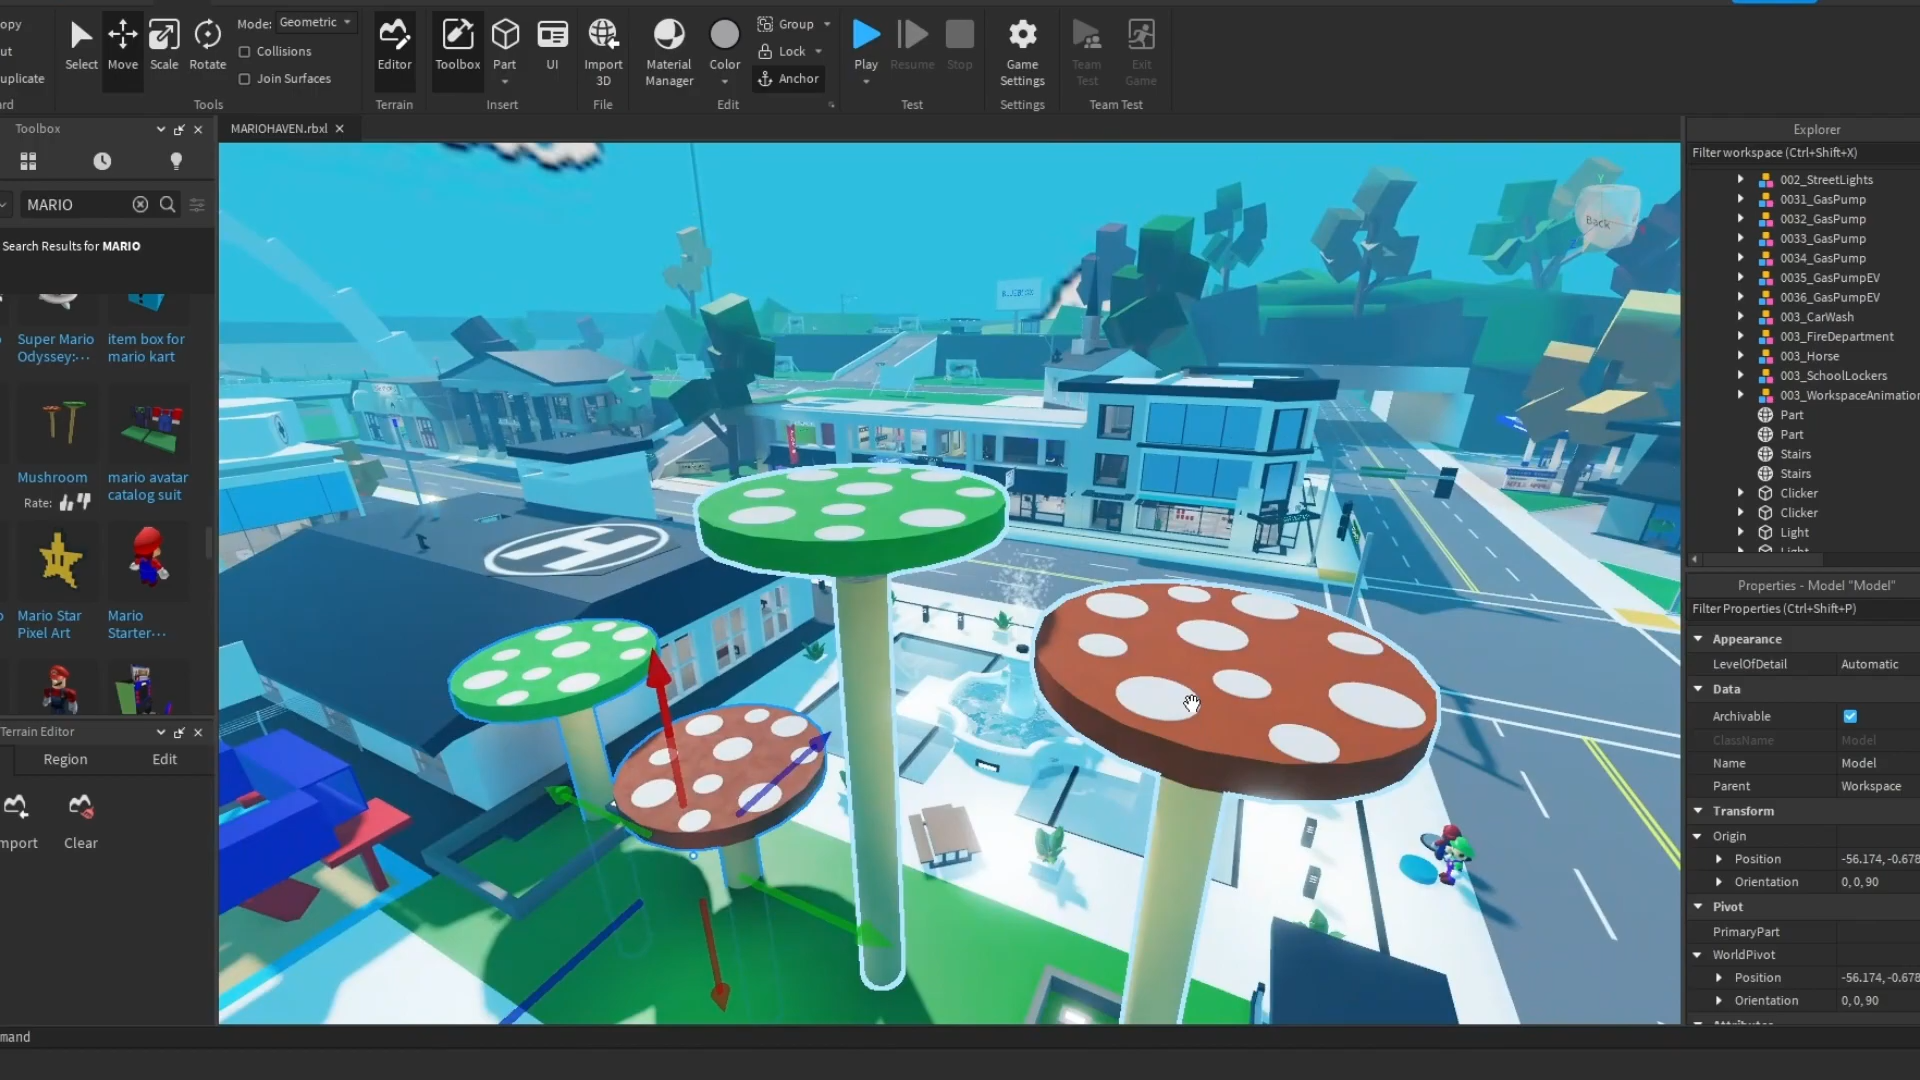 opy
ut
uplicate
ard
Select
Move
Scale
Rotate
Mode: Geometric
Collisions
Join Surfaces
Tools
Editor
Terrain
Toolbox
Part
UI
Insert
Import
3D
File
Material
Manager
Color
Group
Lock
Anchor
Edit
Play
Resume
Stop
Test
Game
Settings
Settings
Team
Test
Exit
Game
Team Test
Toolbox
MARIO
Search Results for MARIO
Super Mario
Odyssey:···
item box for
mario kart
Mushroom
Rate:
mario avatar
catalog suit
Mario Star
Pixel Art
Mario
Starter···
Terrain Editor
Region
Edit
mport
Clear
mand
MARIOHAVEN.rbxl
H
Y
Back
Explorer
Filter workspace (Ctrl+Shift+X)
002_StreetLights
0031_GasPump
0032_GasPump
0033_GasPump
0034_GasPump
0035_GasPumpEV
0036_GasPumpEV
003_CarWash
003_FireDepartment
003_Horse
003_SchoolLockers
003_WorkspaceAnimation
Part
Part
Stairs
Stairs
Clicker
Clicker
Light
Light
Properties - Model "Model"
Filter Properties (Ctrl+Shift+P)
Appearance
LevelOfDetail Automatic
Data
Archivable
ClassName Model
Name Model
Parent Workspace
Transform
Origin
Position -56.174, -0.678
Orientation 0, 0, 90
Pivot
PrimaryPart
WorldPivot
Position -56.174, -0.678
Orientation 0, 0, 90
Attributes